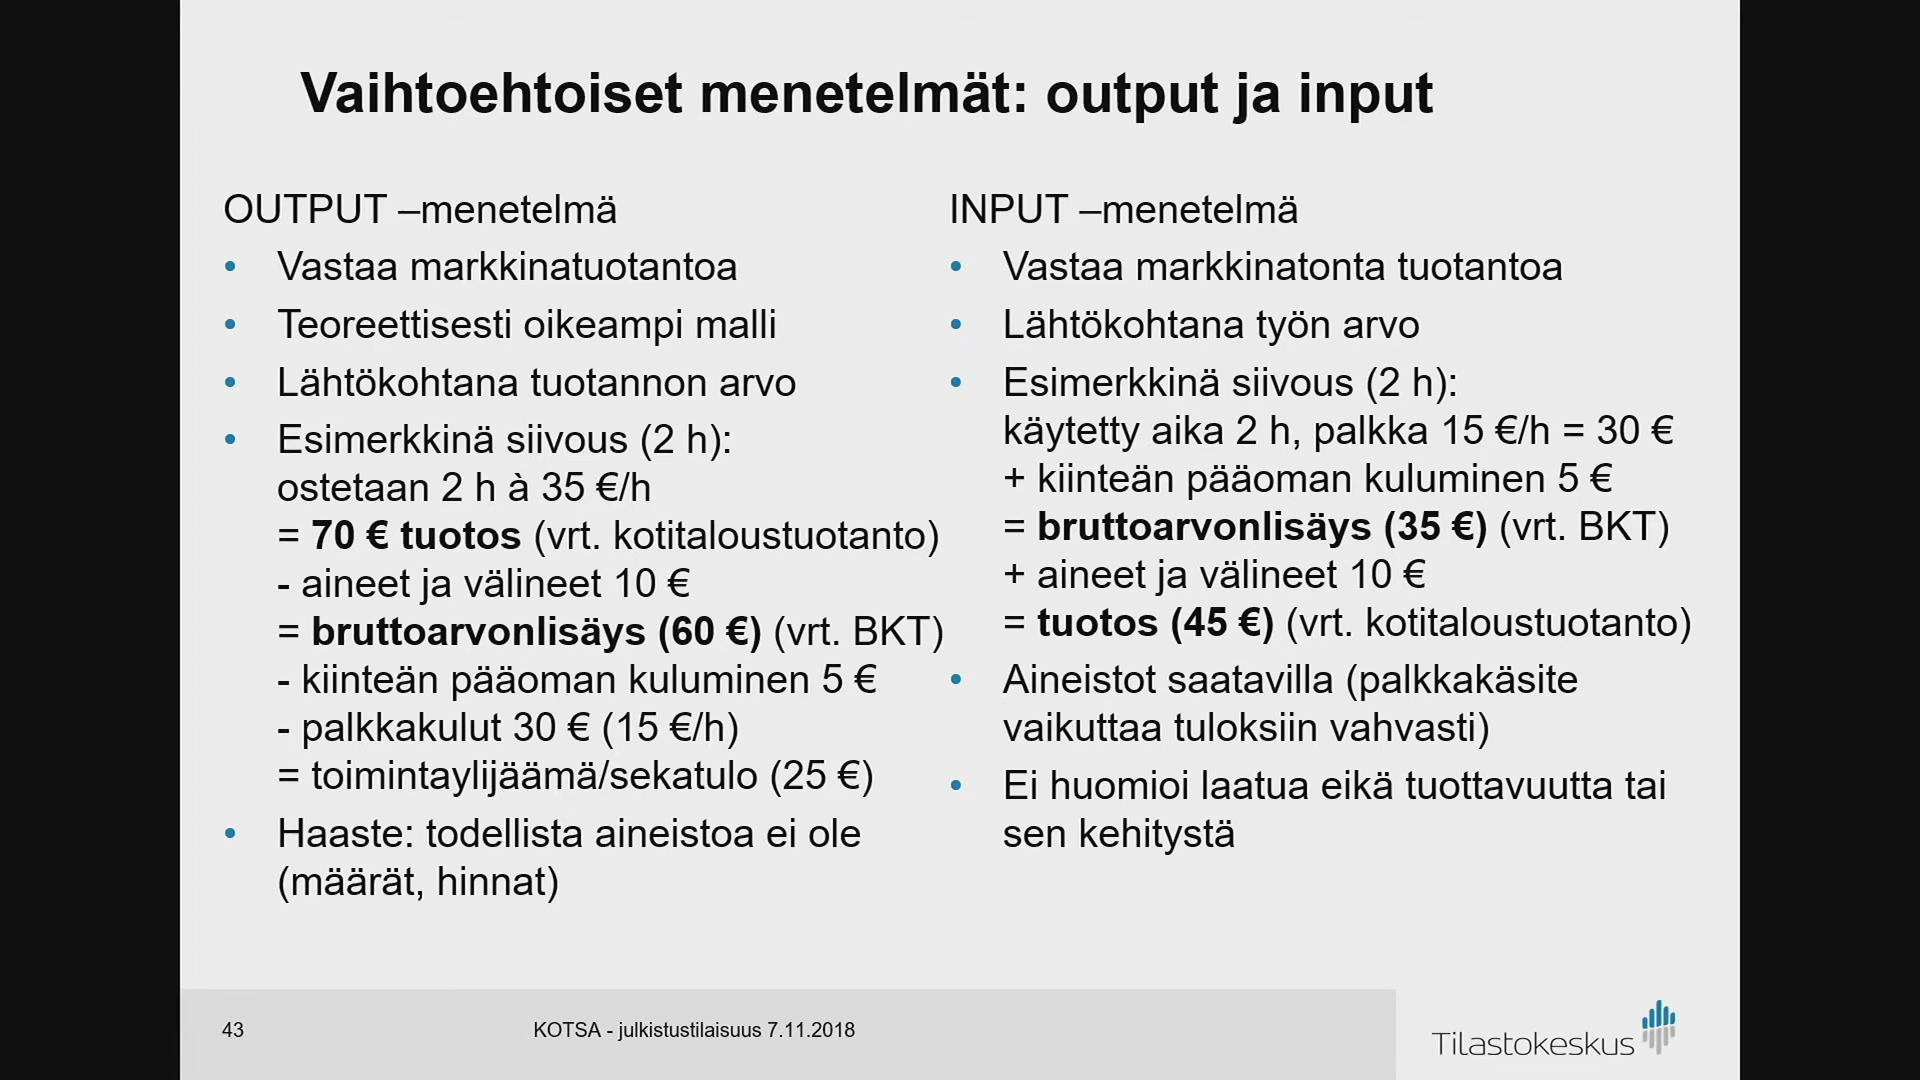 Vaihtoehtoiset menetelmät: output ja input
OUTPUT –menetelmä
• Vastaa markkinatuotantoa
• Teoreettisesti oikeampi malli
• Lähtökohtana tuotannon arvo
• Esimerkkinä siivous (2 h):
ostetaan 2 h à 35 €/h
= 70 € tuotos (vrt. kotitaloustuotanto)
- aineet ja välineet 10 €
= bruttoarvonlisäys (60 €) (vrt. BKT)
- kiinteän pääoman kuluminen 5 €
- palkkakulut 30 € (15 €/h)
= toimintaylijäämä/sekatulo (25 €)
• Haaste: todellista aineistoa ei ole
(määrät, hinnat)
INPUT –menetelmä
• Vastaa markkinatonta tuotantoa
• Lähtökohtana työn arvo
• Esimerkkinä siivous (2 h):
käytetty aika 2 h, palkka 15 €/h = 30 €
+ kiinteän pääoman kuluminen 5 €
= bruttoarvonlisäys (35 €) (vrt. BKT)
+ aineet ja välineet 10 €
= tuotos (45 €) (vrt. kotitaloustuotanto)
• Aineistot saatavilla (palkkakäsite
vaikuttaa tuloksiin vahvasti)
• Ei huomioi laatua eikä tuottavuutta tai
sen kehitystä
43
KOTSA - julkistustilaisuus 7.11.2018
Tilastokeskus